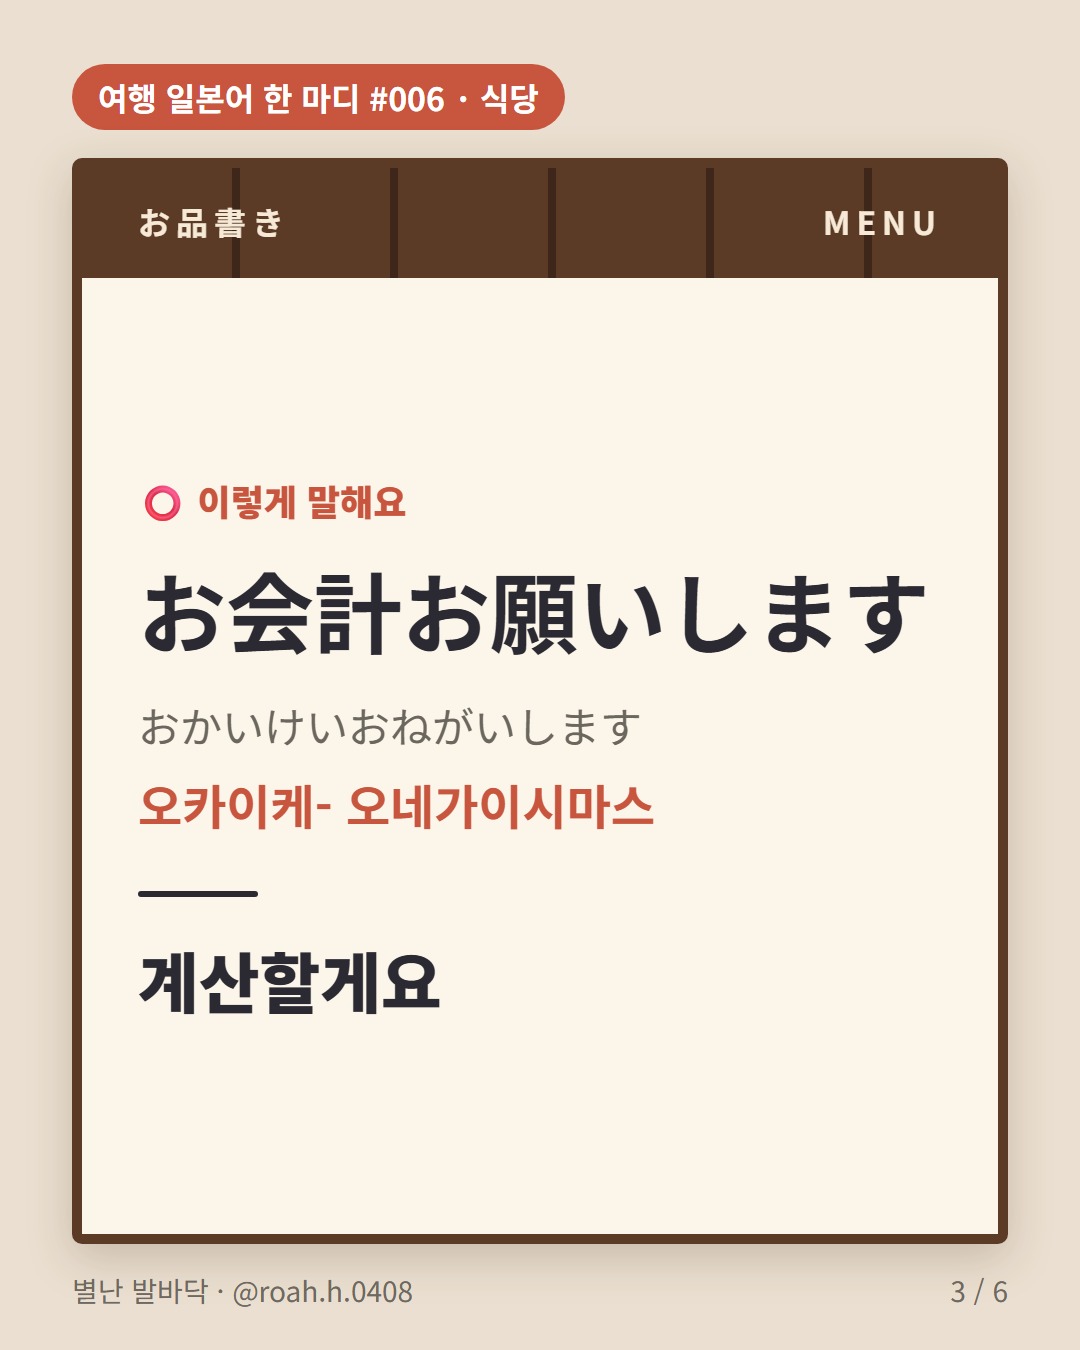 여행 일본어 한 마디 #006 · 식당
お品書き MENU
⭕ 이렇게 말해요
お会計お願いします
おかいけいおねがいします
오카이케- 오네가이시마스
계산할게요
별난 발바닥 · @roah.h.0408 3 / 6